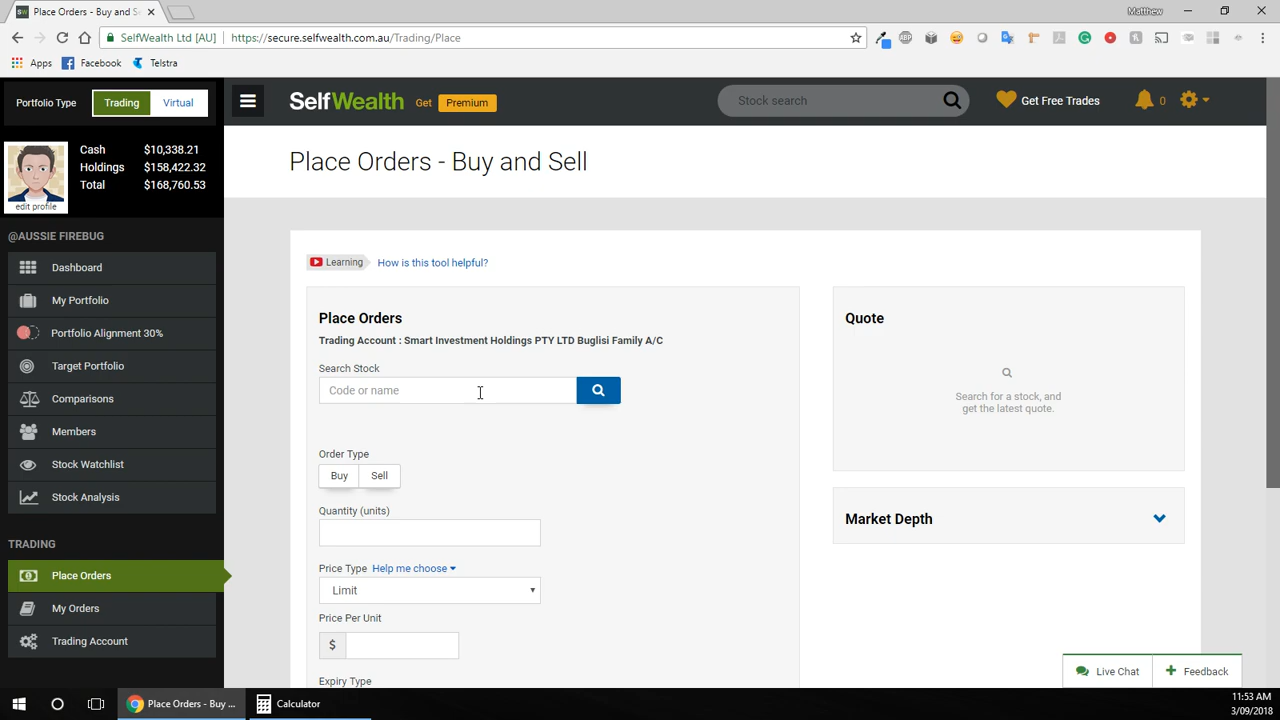 Place Orders - Buy and S
Matthew
SelfWealth Ltd [AU]
https://secure.selfwealth.com.au/Trading/Place
Apps
Facebook
Telstra
Portfolio Type
Trading
Virtual
SelfWealth
Get
Premium
Stock search
Get Free Trades
0
Cash $10,338.21
Holdings $158,422.32
Total $168,760.53
edit profile
Place Orders - Buy and Sell
@AUSSIE FIREBUG
Dashboard
My Portfolio
Portfolio Alignment 30%
Target Portfolio
Comparisons
Members
Stock Watchlist
Stock Analysis
TRADING
Place Orders
My Orders
Trading Account
Learning
How is this tool helpful?
Place Orders
Trading Account : Smart Investment Holdings PTY LTD Buglisi Family A/C
Search Stock
Code or name
Order Type
Buy
Sell
Quantity (units)
Price Type
Help me choose
Limit
Price Per Unit
$
Expiry Type
Quote
Search for a stock, and
get the latest quote.
Market Depth
Live Chat
Feedback
Place Orders - Buy ...
Calculator
11:53 AM
3/09/2018